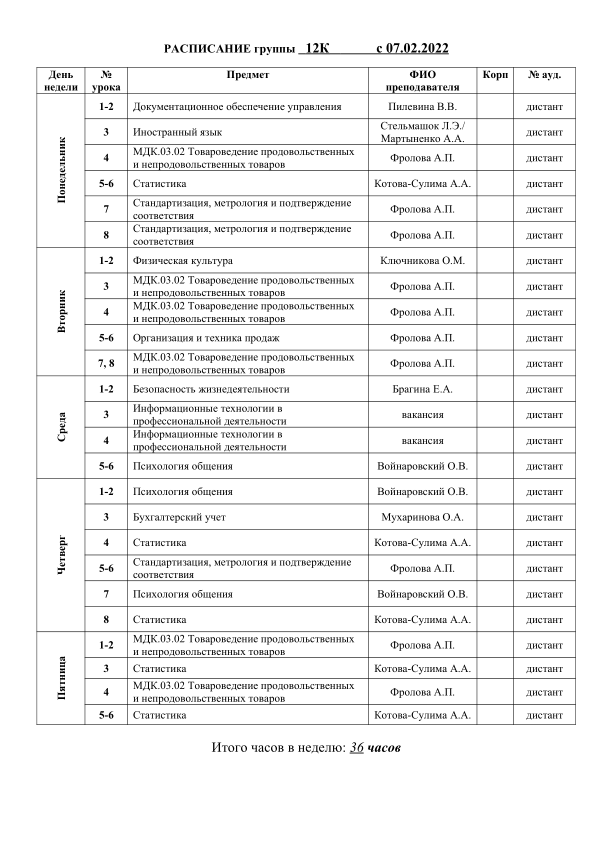 РАСПИСАНИЕ группы 12К с 07.02.2022
День недели № урока Предмет ФИО преподавателя Корп № ауд.
Понедельник
1-2 Документационное обеспечение управления Пилевина В.В. дистант
3 Иностранный язык Стельмашок Л.Э./ Мартыненко А.А. дистант
4 МДК.03.02 Товароведение продовольственных и непродовольственных товаров Фролова А.П. дистант
5-6 Статистика Котова-Сулима А.А. дистант
7 Стандартизация, метрология и подтверждение соответствия Фролова А.П. дистант
8 Стандартизация, метрология и подтверждение соответствия Фролова А.П. дистант
Вторник
1-2 Физическая культура Ключникова О.М. дистант
3 МДК.03.02 Товароведение продовольственных и непродовольственных товаров Фролова А.П. дистант
4 МДК.03.02 Товароведение продовольственных и непродовольственных товаров Фролова А.П. дистант
5-6 Организация и техника продаж Фролова А.П. дистант
7, 8 МДК.03.02 Товароведение продовольственных и непродовольственных товаров Фролова А.П. дистант
Среда
1-2 Безопасность жизнедеятельности Брагина Е.А. дистант
3 Информационные технологии в профессиональной деятельности вакансия дистант
4 Информационные технологии в профессиональной деятельности вакансия дистант
5-6 Психология общения Войнаровский О.В. дистант
Четверг
1-2 Психология общения Войнаровский О.В. дистант
3 Бухгалтерский учет Мухаринова О.А. дистант
4 Статистика Котова-Сулима А.А. дистант
5-6 Стандартизация, метрология и подтверждение соответствия Фролова А.П. дистант
7 Психология общения Войнаровский О.В. дистант
8 Статистика Котова-Сулима А.А. дистант
Пятница
1-2 МДК.03.02 Товароведение продовольственных и непродовольственных товаров Фролова А.П. дистант
3 Статистика Котова-Сулима А.А. дистант
4 МДК.03.02 Товароведение продовольственных и непродовольственных товаров Фролова А.П. дистант
5-6 Статистика Котова-Сулима А.А. дистант
Итого часов в неделю: 36 часов